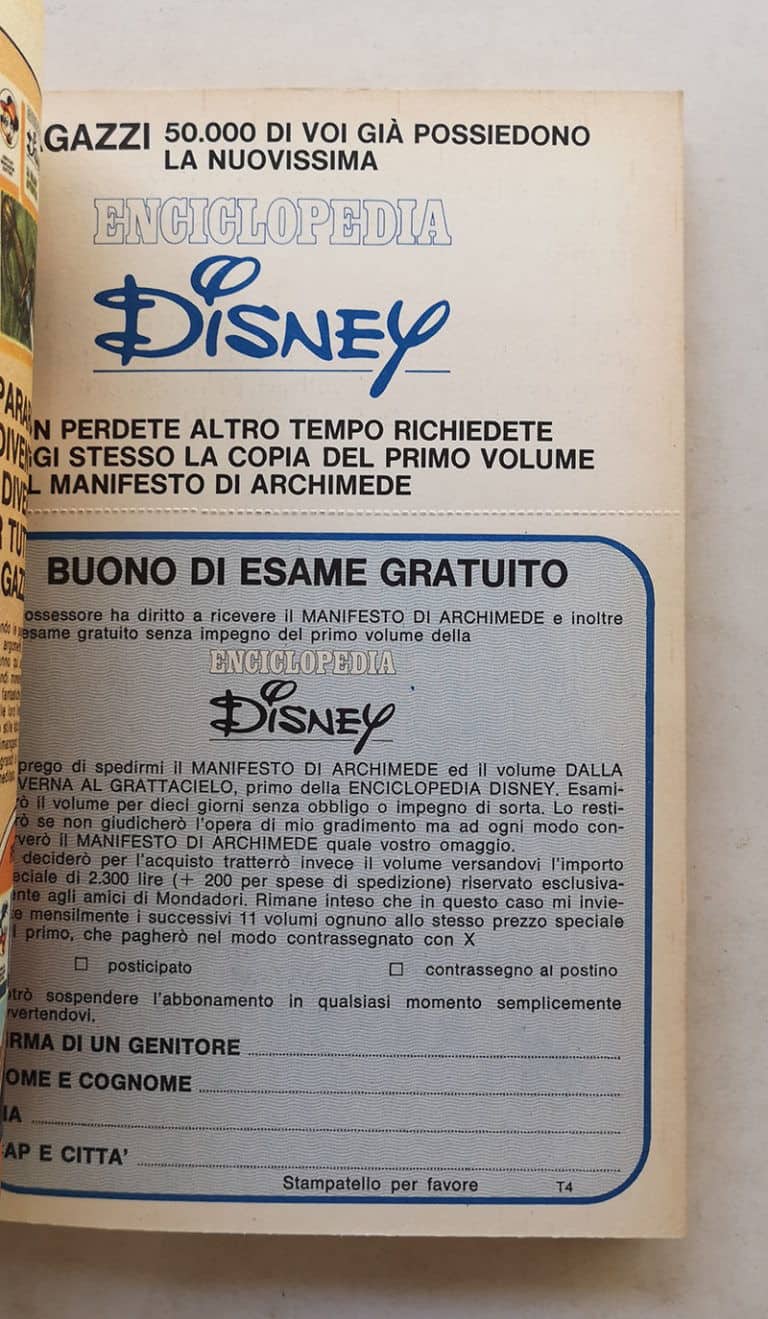 AGAZZI 50.000 DI VOI GIÀ POSSIEDONO
LA NUOVISSIMA
ENCICLOPEDIA
DISNEY
N PERDETE ALTRO TEMPO RICHIEDETE
GGI STESSO LA COPIA DEL PRIMO VOLUME
L MANIFESTO DI ARCHIMEDE
BUONO DI ESAME GRATUITO
ossessore ha diritto a ricevere il MANIFESTO DI ARCHIMEDE e inoltre
esame gratuito senza impegno del primo volume della
ENCICLOPEDIA
DISNEY
prego di spedirmi il MANIFESTO DI ARCHIMEDE ed il volume DALLA
VERNA AL GRATTACIELO, primo della ENCICLOPEDIA DISNEY. Esami-
rò il volume per dieci giorni senza obbligo o impegno di sorta. Lo resti-
rò se non giudicherò l'opera di mio gradimento ma ad ogni modo con-
verò il MANIFESTO DI ARCHIMEDE quale vostro omaggio.
deciderò per l'acquisto tratterrò invece il volume versandovi l'importo
eciale di 2.300 lire (+ 200 per spese di spedizione) riservato esclusiva-
ente agli amici di Mondadori. Rimane inteso che in questo caso mi invie-
e mensilmente i successivi 11 volumi ognuno allo stesso prezzo speciale
l primo, che pagherò nel modo contrassegnato con X
☐ posticipato ☐ contrassegno al postino
otrò sospendere l'abbonamento in qualsiasi momento semplicemente
vvertendovi.
IRMA DI UN GENITORE
OME E COGNOME
IA
CAP E CITTA'
Stampatello per favore T4